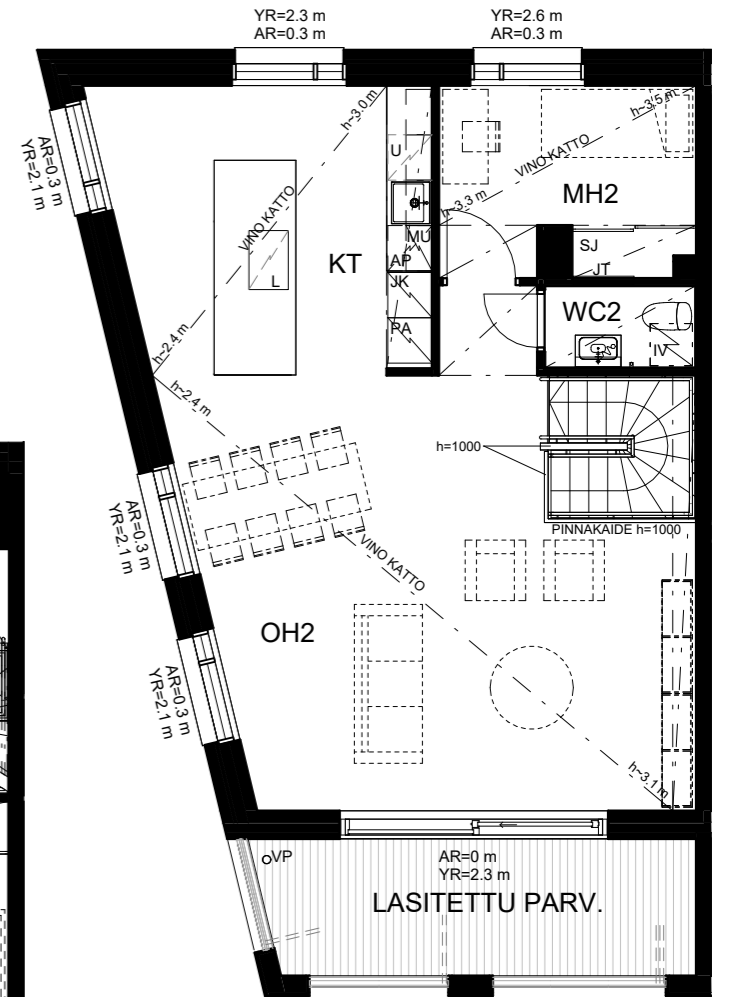 YR=2.3 m
AR=0.3 m
YR=2.6 m
AR=0.3 m
AR=0.3 m
YR=2.1 m
h~3.0 m
h~3.5 m
U
VINO KATTO
MH2
h~3.3 m
VINO KATTO
MU
SJ
KT
AP
JT
L
JK
WC2
PA
IV
h~2.4 m
h~2.4 m
h=1000
AR=0.3 m
YR=2.1 m
PINNAKAIDE h=1000
VINO KATTO
OH2
AR=0.3 m
YR=2.1 m
h~3.1 m
VP
AR=0 m
YR=2.3 m
LASITETTU PARV.